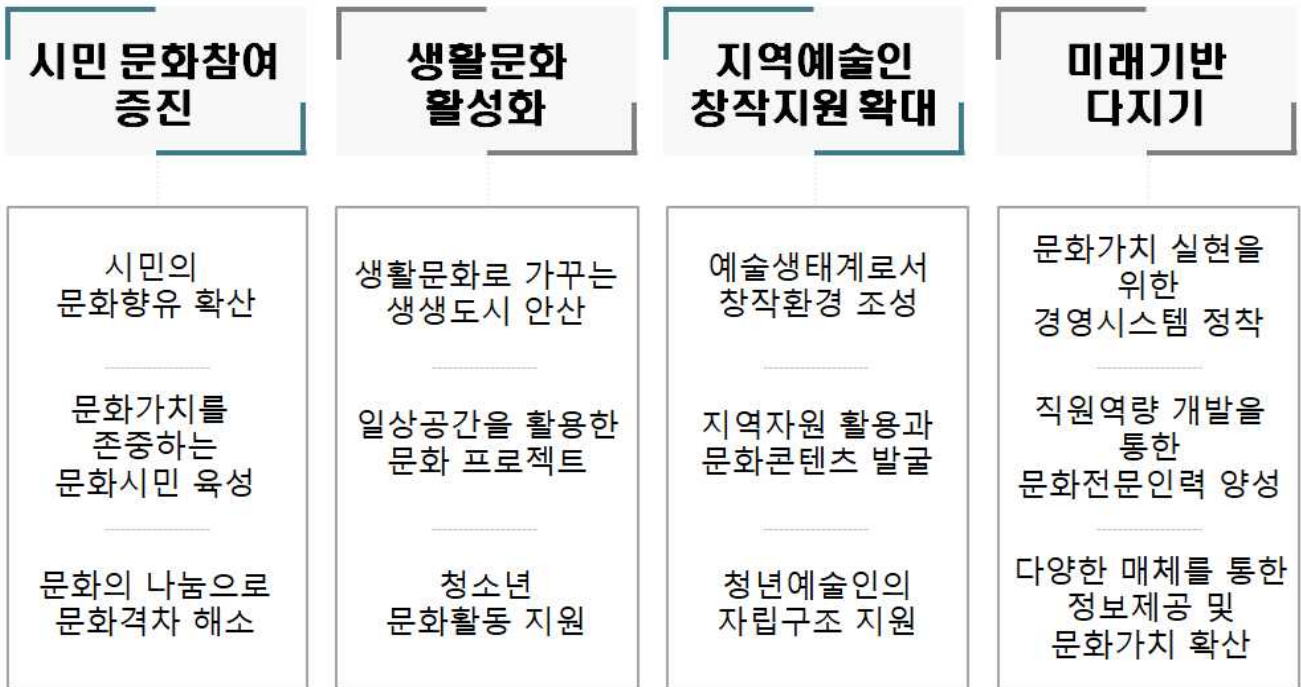 시민 문화참여
증진
시민의
문화향유 확산
문화가치를
존중하는
문화시민 육성
문화의 나눔으로
문화격차 해소
생활문화
활성화
생활문화로 가꾸는
생생도시 안산
일상공간을 활용한
문화 프로젝트
청소년
문화활동 지원
지역예술인
창작지원 확대
예술생태계로서
창작환경 조성
지역자원 활용과
문화콘텐츠 발굴
청년예술인의
자립구조 지원
미래기반
다지기
문화가치 실현을
위한
경영시스템 정착
직원역량 개발을
통한
문화전문인력 양성
다양한 매체를 통한
정보제공 및
문화가치 확산